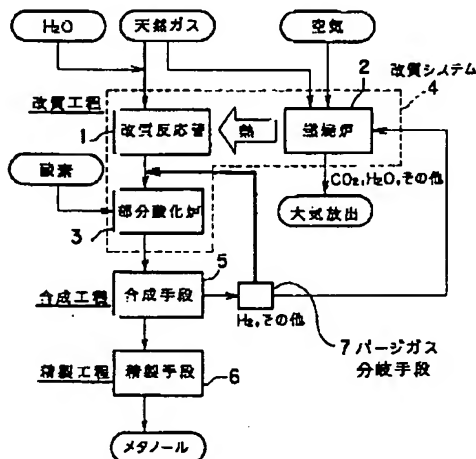 H₂O
天然ガス
空気
改質システム
2
4
改質工程
1
改質反応管
熱
燃焼炉
酸素
CO₂,H₂O,その他
部分酸化炉
大気放出
3
5
合成工程
合成手段
H₂,その他
7 パージガス
分岐手段
精製工程
精製手段
6
メタノール